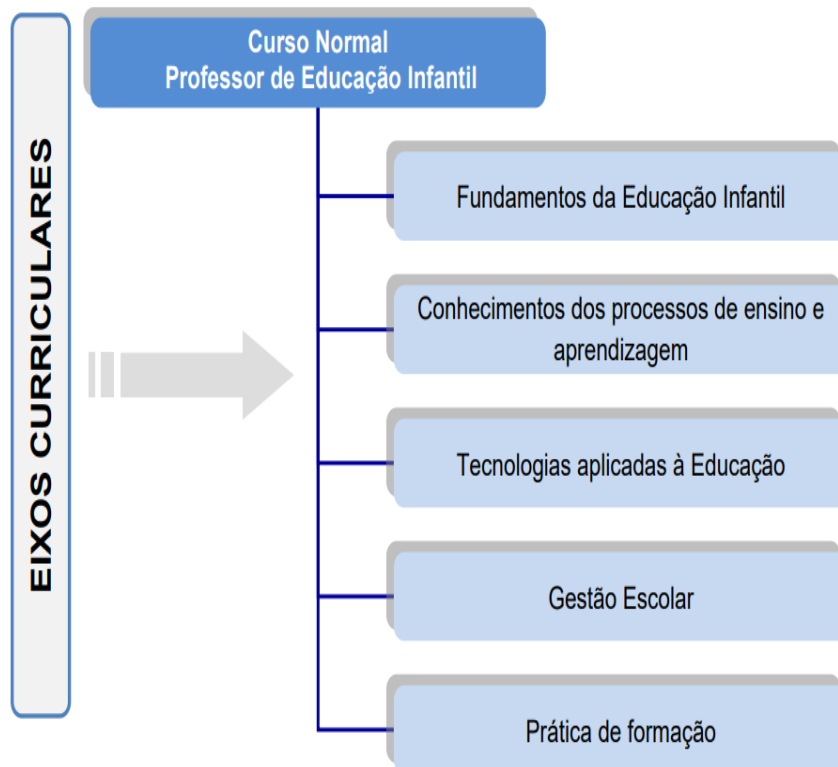 EIXOS CURRICULARES
Curso Normal
Professor de Educação Infantil
Fundamentos da Educação Infantil
Conhecimentos dos processos de ensino e
aprendizagem
Tecnologias aplicadas à Educação
Gestão Escolar
Prática de formação